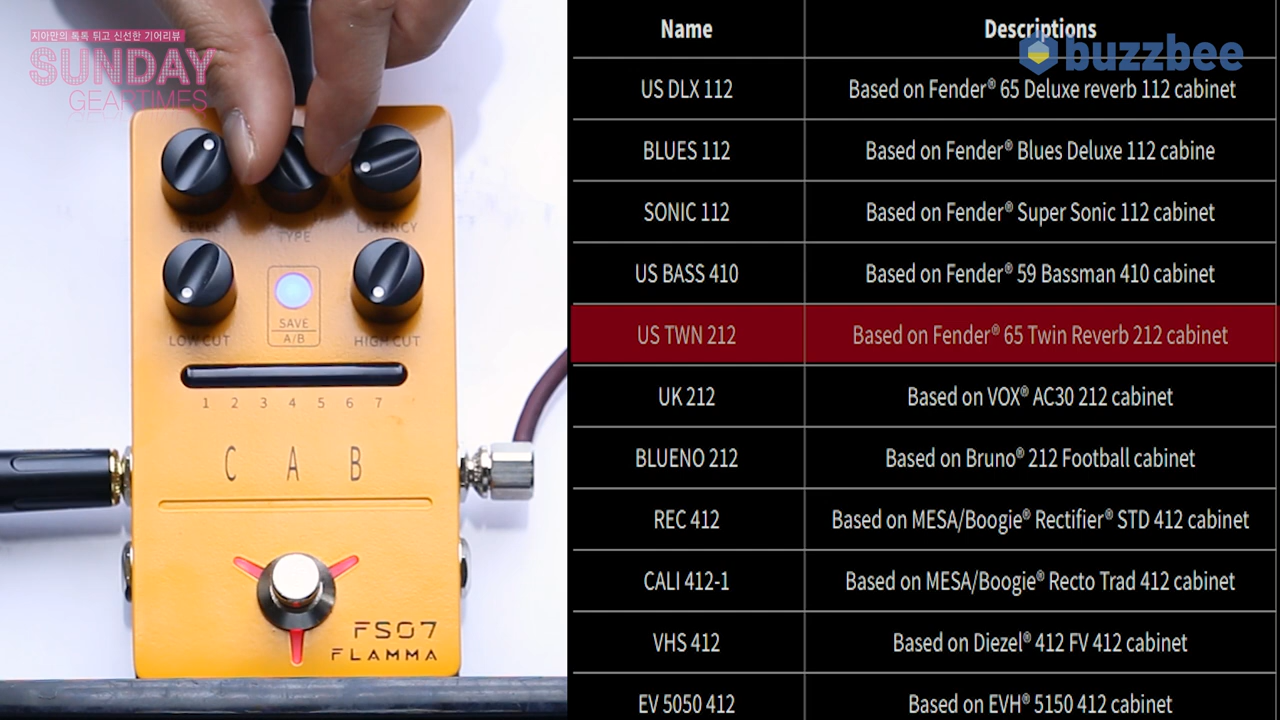 지아만의 톡톡 튀고 신선한 기어리뷰
SUNDAY
GEARTIMES
LEVEL
TYPE
LATENCY
LOW CUT
SAVE
A/B
HIGH CUT
1 2 3 4 5 6 7
CAB
FS07
FLAMMA
buzzbee
Name Descriptions
US DLX 112 Based on Fender® 65 Deluxe reverb 112 cabinet
BLUES 112 Based on Fender® Blues Deluxe 112 cabine
SONIC 112 Based on Fender® Super Sonic 112 cabinet
US BASS 410 Based on Fender® 59 Bassman 410 cabinet
US TWN 212 Based on Fender® 65 Twin Reverb 212 cabinet
UK 212 Based on VOX® AC30 212 cabinet
BLUENO 212 Based on Bruno® 212 Football cabinet
REC 412 Based on MESA/Boogie® Rectifier® STD 412 cabinet
CALI 412-1 Based on MESA/Boogie® Recto Trad 412 cabinet
VHS 412 Based on Diezel® 412 FV 412 cabinet
EV 5050 412 Based on EVH® 5150 412 cabinet